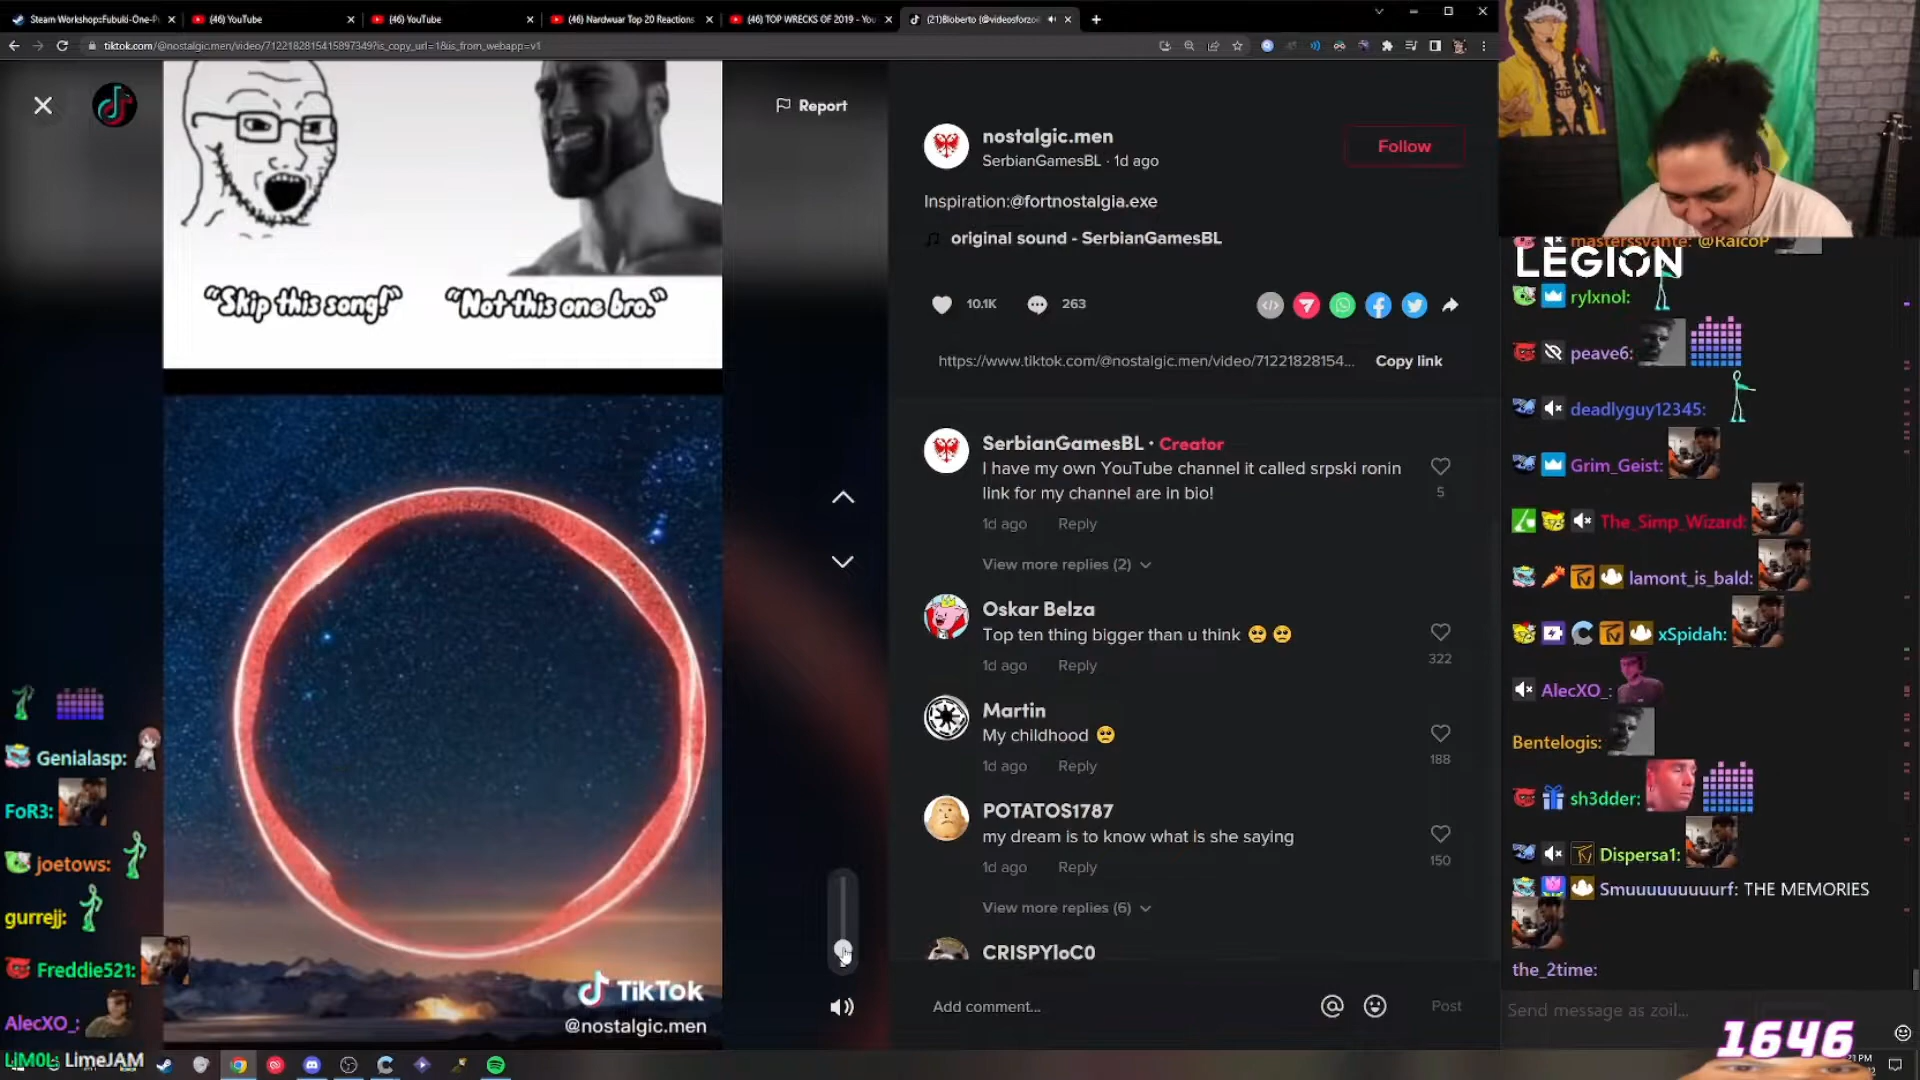 Steam Workshop:Fubuki-One-P
(46) YouTube
(46) YouTube
(46) Nardwuar Top 20 Reactions
(46) TOP WRECKS OF 2019 - You
(21)Bloberto (@videosforzoi
tiktok.com/@nostalgic.men/video/7122182815415897349?is_copy_url=1&is_from_webapp=v1
"Skip this song!"
"Not this one bro."
TikTok
@nostalgic.men
Report
nostalgic.men
SerbianGamesBL · 1d ago
Follow
Inspiration:@fortnostalgia.exe
original sound - SerbianGamesBL
10.1K
263
https://www.tiktok.com/@nostalgic.men/video/71221828154...
Copy link
SerbianGamesBL · Creator
I have my own YouTube channel it called srpski ronin
link for my channel are in bio!
5
1d ago Reply
View more replies (2)
Oskar Belza
Top ten thing bigger than u think 🥺 🥺
322
1d ago Reply
Martin
My childhood 🥺
188
1d ago Reply
POTATOS1787
my dream is to know what is she saying
150
1d ago Reply
View more replies (6)
CRISPYloC0
Add comment...
Post
Genialasp:
FoR3:
joetows:
gurrejj:
Freddie521:
AlecXO_:
LiM0L: LimeJAM
masterssvante: @RalcoP
LEGION
rylxnol:
peave6:
deadlyguy12345:
Grim_Geist:
The_Simp_Wizard:
lamont_is_bald:
xSpidah:
AlecXO_:
Bentelogis:
sh3dder:
Dispersa1:
Smuuuuuuuuurf: THE MEMORIES
the_2time:
Send message as zoil...
1646